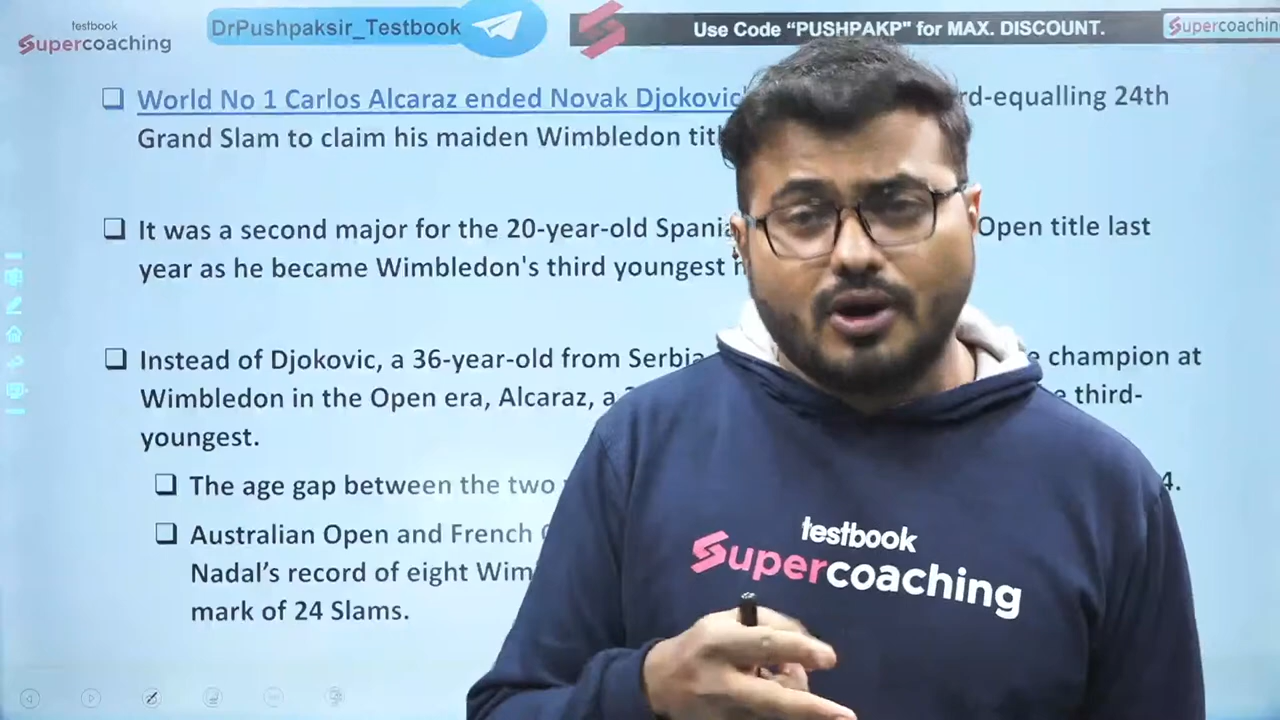 testbook
Supercoaching
DrPushpaksir_Testbook
Use Code “PUSHPAKP" for MAX. DISCOUNT.
Supercoachin
World No 1 Carlos Alcaraz ended Novak Djokovic rd-equalling 24th
Grand Slam to claim his maiden Wimbledon titl
It was a second major for the 20-year-old Spania Open title last
year as he became Wimbledon's third youngest
Instead of Djokovic, a 36-year-old from Serbia champion at
Wimbledon in the Open era, Alcaraz, a third-
youngest.
The age gap between the two 4.
Australian Open and French
Nadal’s record of eight Wim
mark of 24 Slams.
testbook
Supercoaching